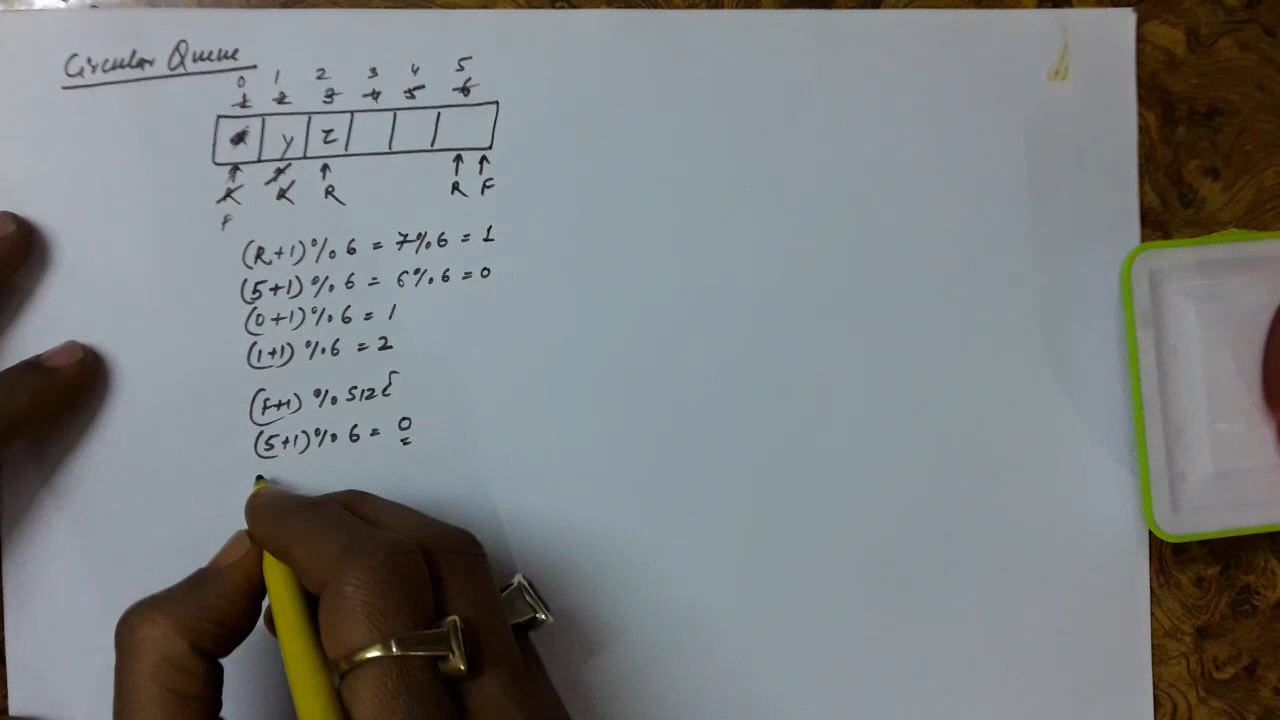 Circular Queue
0 1 2 3 4 5
1 2 3 4 5 6
y z
R R R R F
F
(R+1)% 6 = 7%6 = 1
(5+1)% 6 = 6%6 = 0
(0+1)%6 = 1
(1+1)%6 = 2
(F+1) % SIZE
(5+1)% 6 = 0